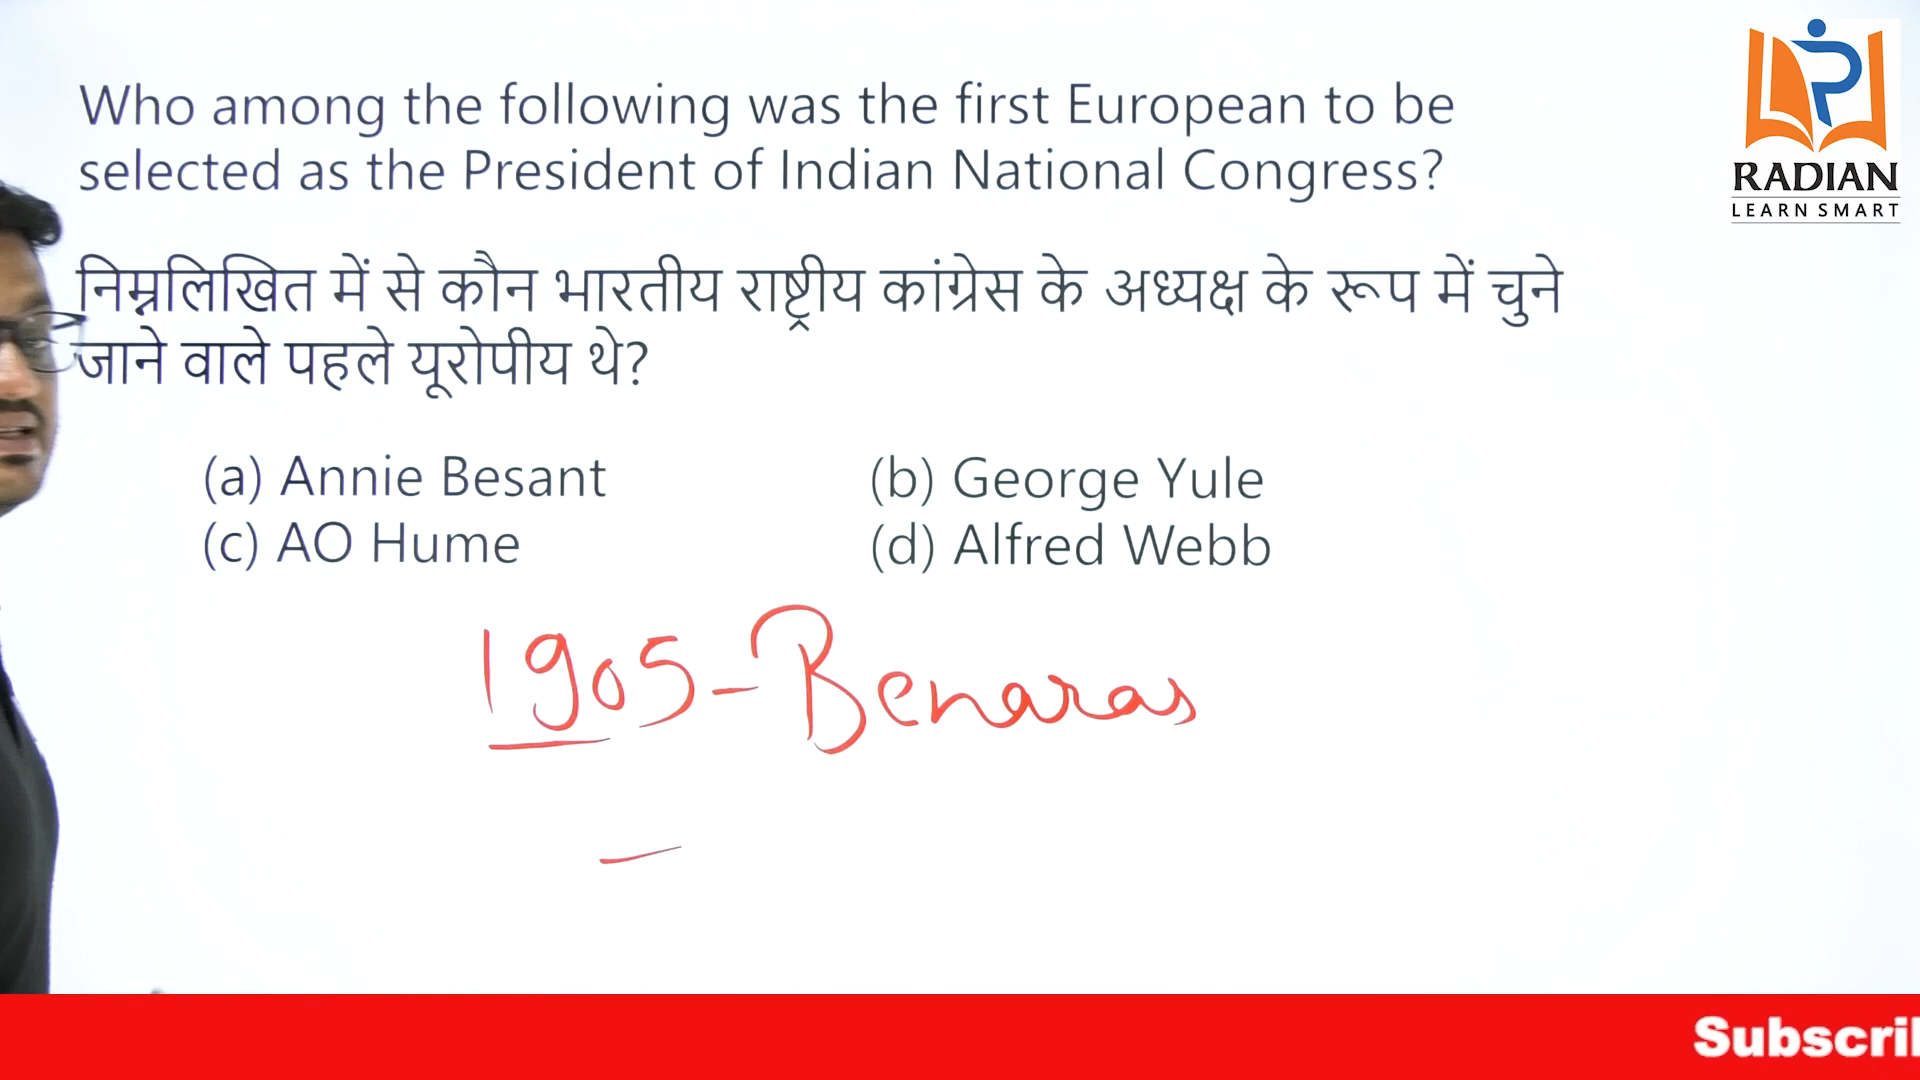 Who among the following was the first European to be
selected as the President of Indian National Congress?
निम्नलिखित में से कौन भारतीय राष्ट्रीय कांग्रेस के अध्यक्ष के रूप में चुने
जाने वाले पहले यूरोपीय थे?
(a) Annie Besant (b) George Yule
(c) AO Hume (d) Alfred Webb
1905-Benaras
RADIAN
LEARN SMART
Subscri